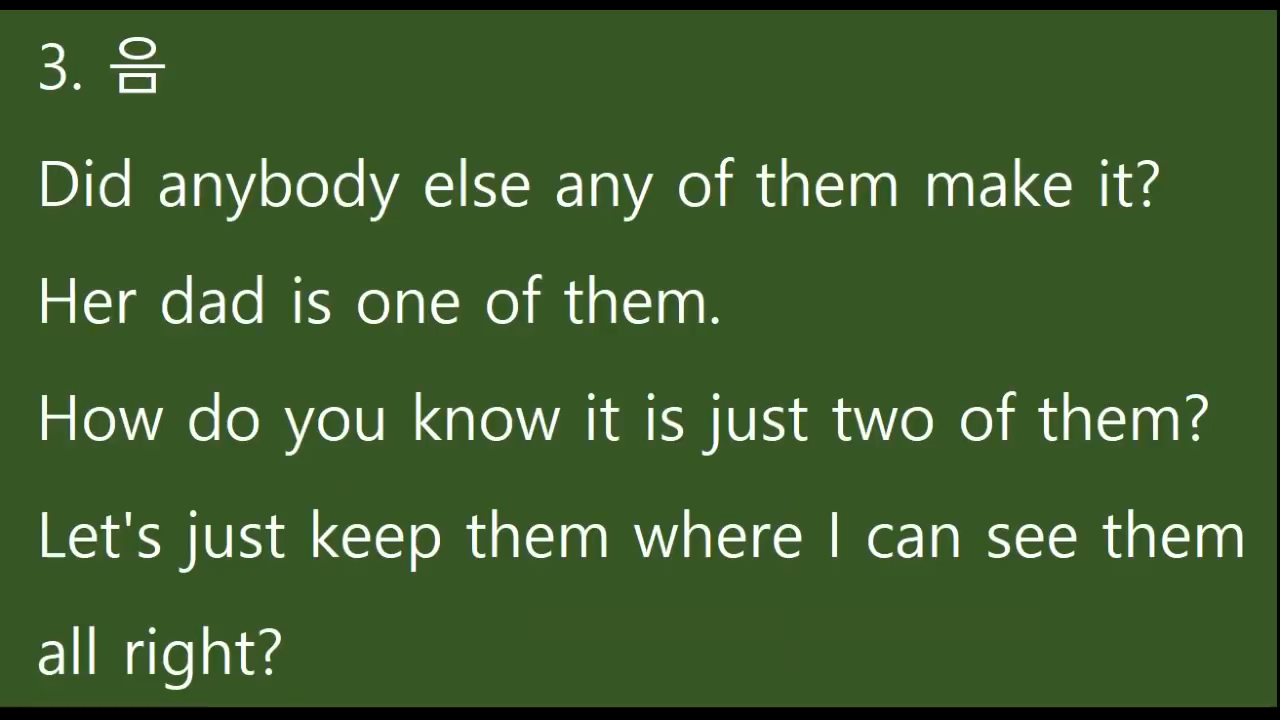 3. 음
Did anybody else any of them make it?
Her dad is one of them.
How do you know it is just two of them?
Let's just keep them where I can see them
all right?